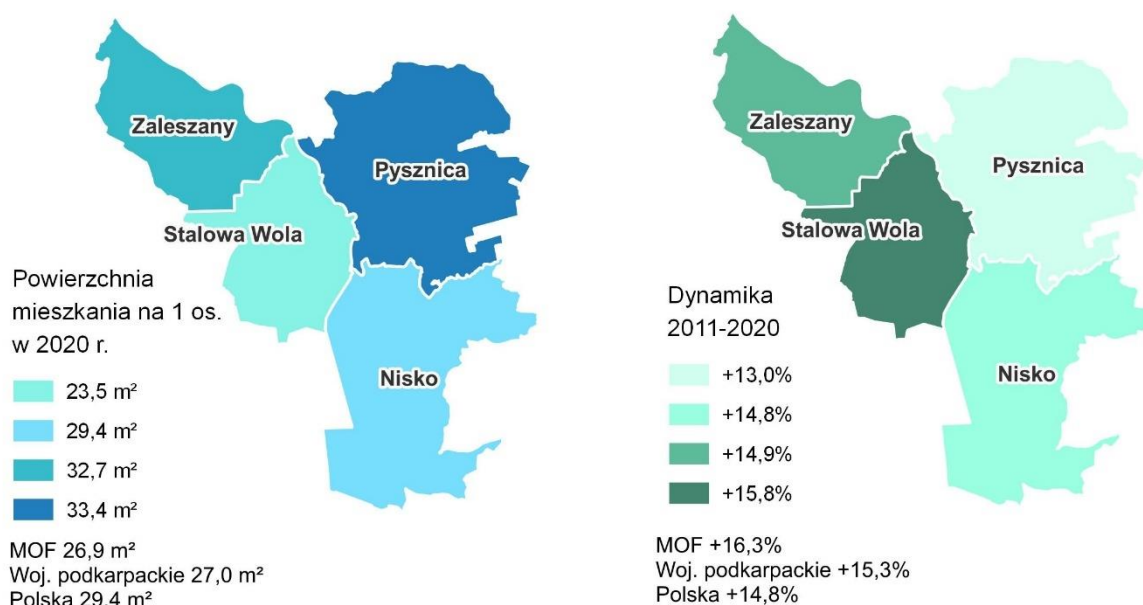 Zaleszany
Pysznica
Stalowa Wola
Nisko
Powierzchnia
mieszkania na 1 os.
w 2020 r.
23,5 m²
29,4 m²
32,7 m²
33,4 m²
MOF 26,9 m²
Woj. podkarpackie 27,0 m²
Polska 29,4 m²
Zaleszany
Pysznica
Stalowa Wola
Nisko
Dynamika
2011-2020
+13,0%
+14,8%
+14,9%
+15,8%
MOF +16,3%
Woj. podkarpackie +15,3%
Polska +14,8%